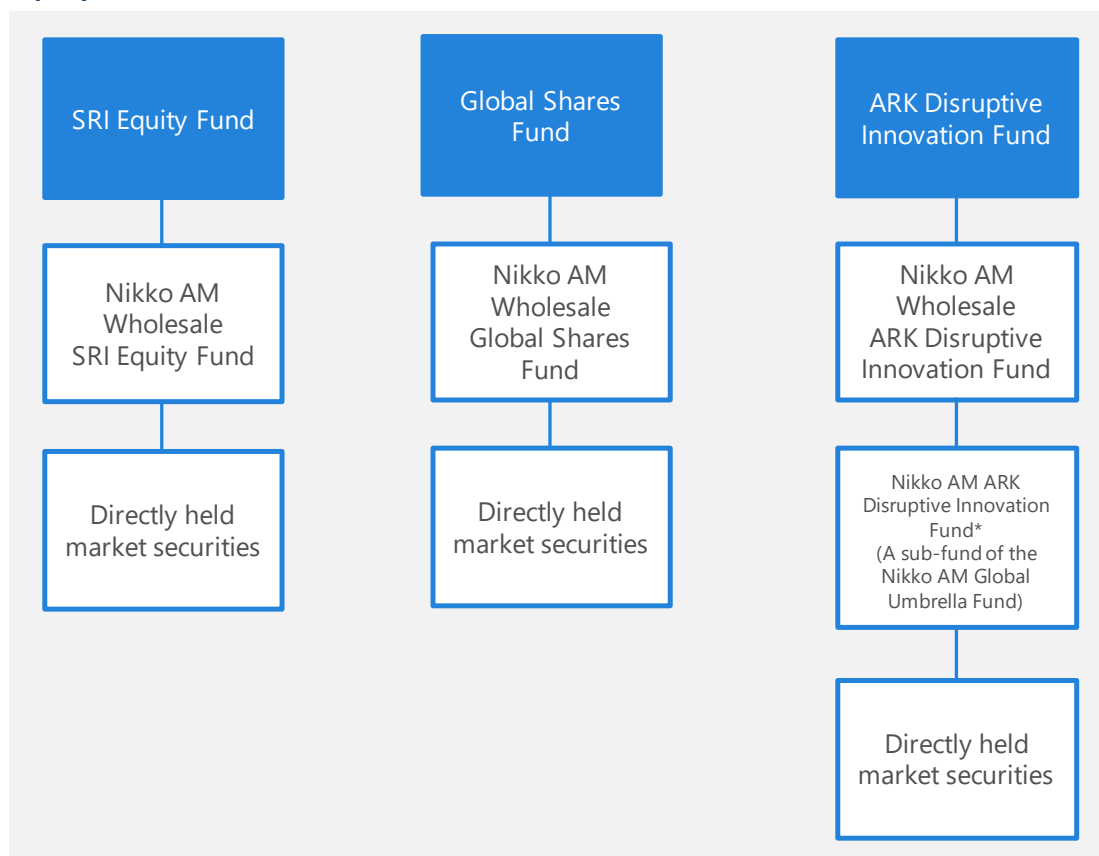 SRI Equity Fund
Global Shares
Fund
ARK Disruptive
Innovation Fund
Nikko AM
Wholesale
SRI Equity Fund
Nikko AM
Wholesale
Global Shares
Fund
Nikko AM
Wholesale
ARK Disruptive
Innovation Fund
Directly held
market securities
Directly held
market securities
Nikko AM ARK
Disruptive Innovation
Fund*
(A sub-fund of the
Nikko AM Global
Umbrella Fund)
Directly held
market securities